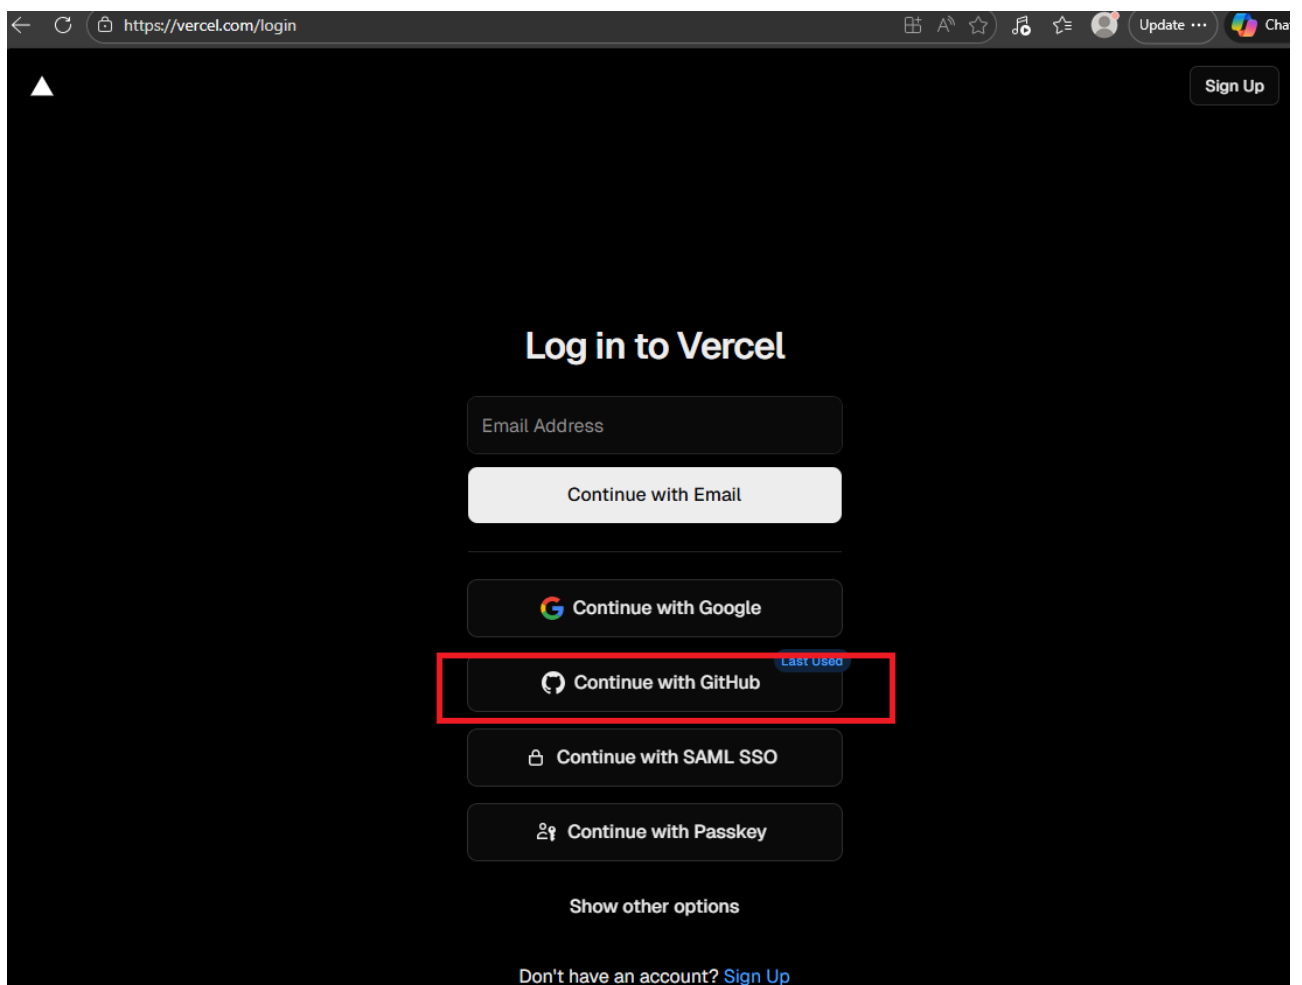 https://vercel.com/login
Update
Chat
Sign Up
Log in to Vercel
Email Address
Continue with Email
Continue with Google
Last Used
Continue with GitHub
Continue with SAML SSO
Continue with Passkey
Show other options
Don't have an account? Sign Up